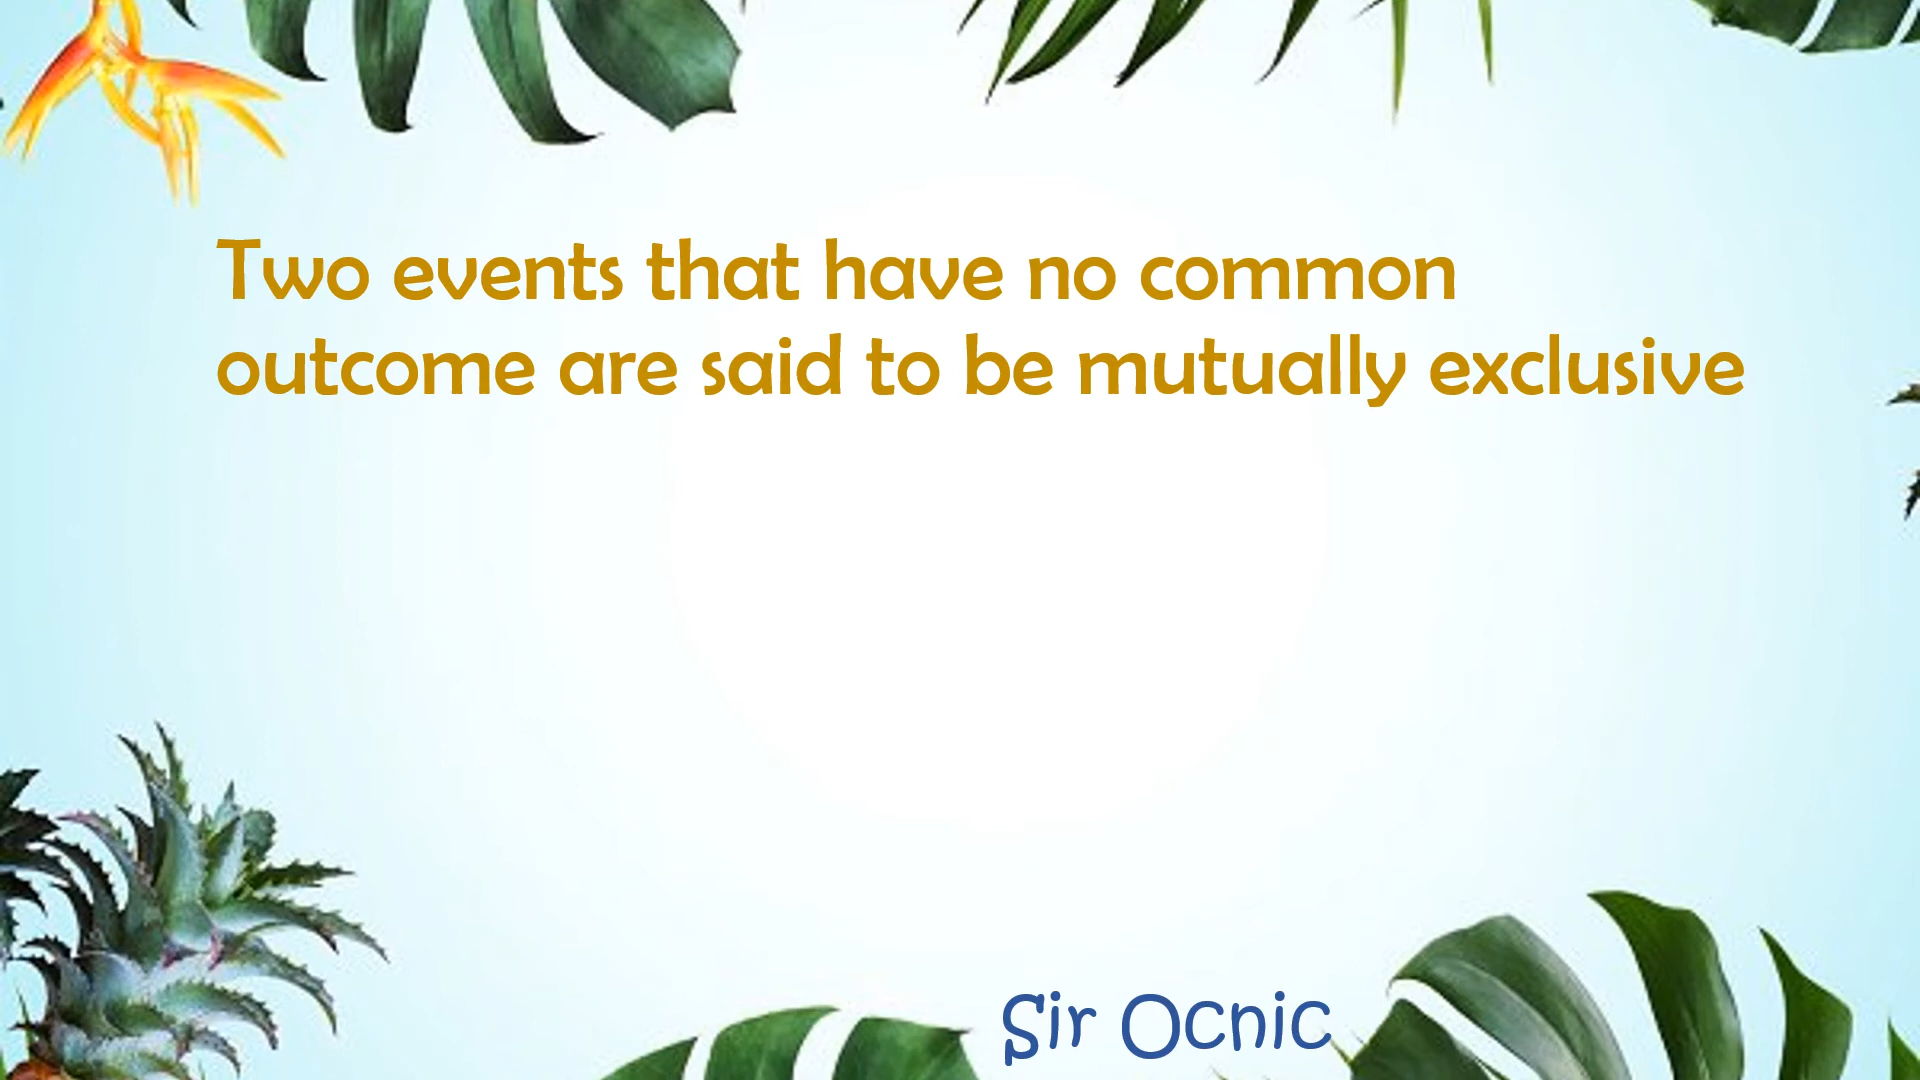 Two events that have no common
outcome are said to be mutually exclusive
Sir Ocnic